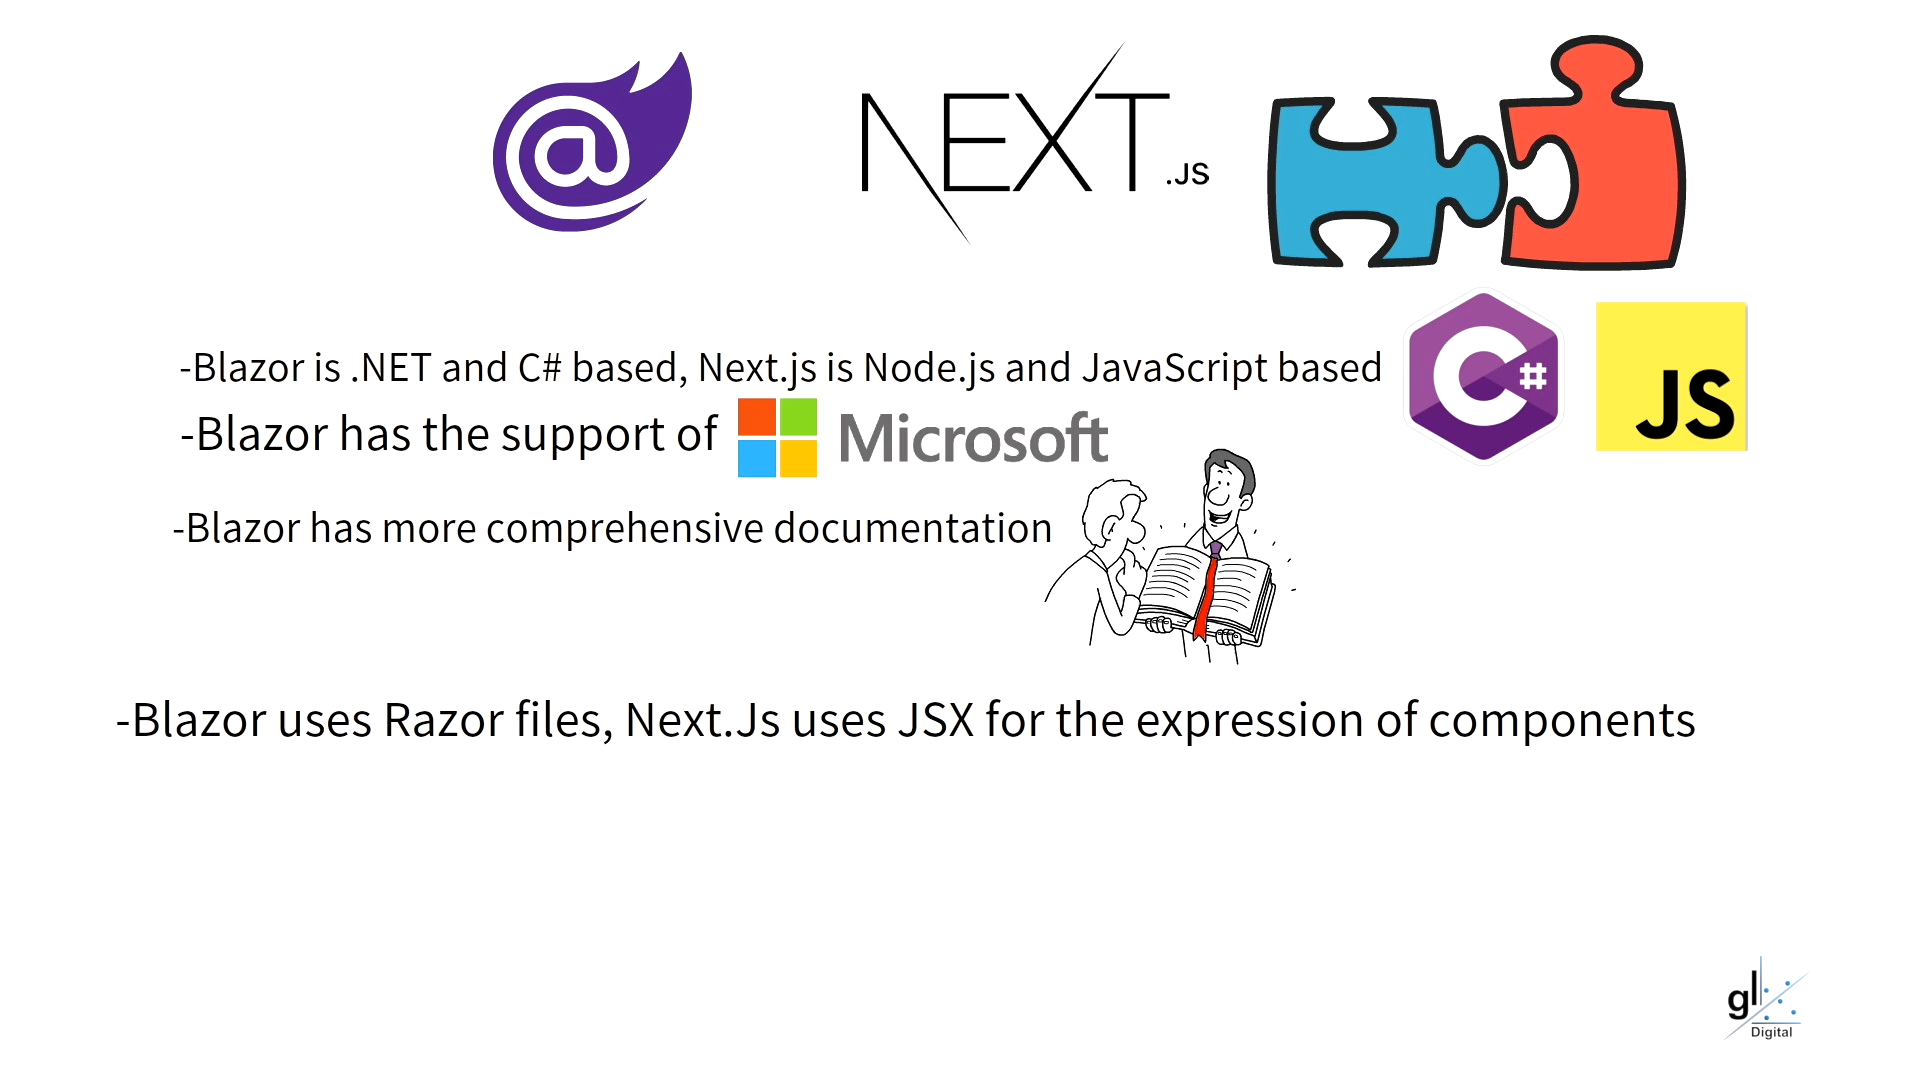 @
NEXT.JS
-Blazor is .NET and C# based, Next.js is Node.js and JavaScript based
C#
JS
-Blazor has the support of Microsoft
-Blazor has more comprehensive documentation
-Blazor uses Razor files, Next.Js uses JSX for the expression of components
gl
Digital